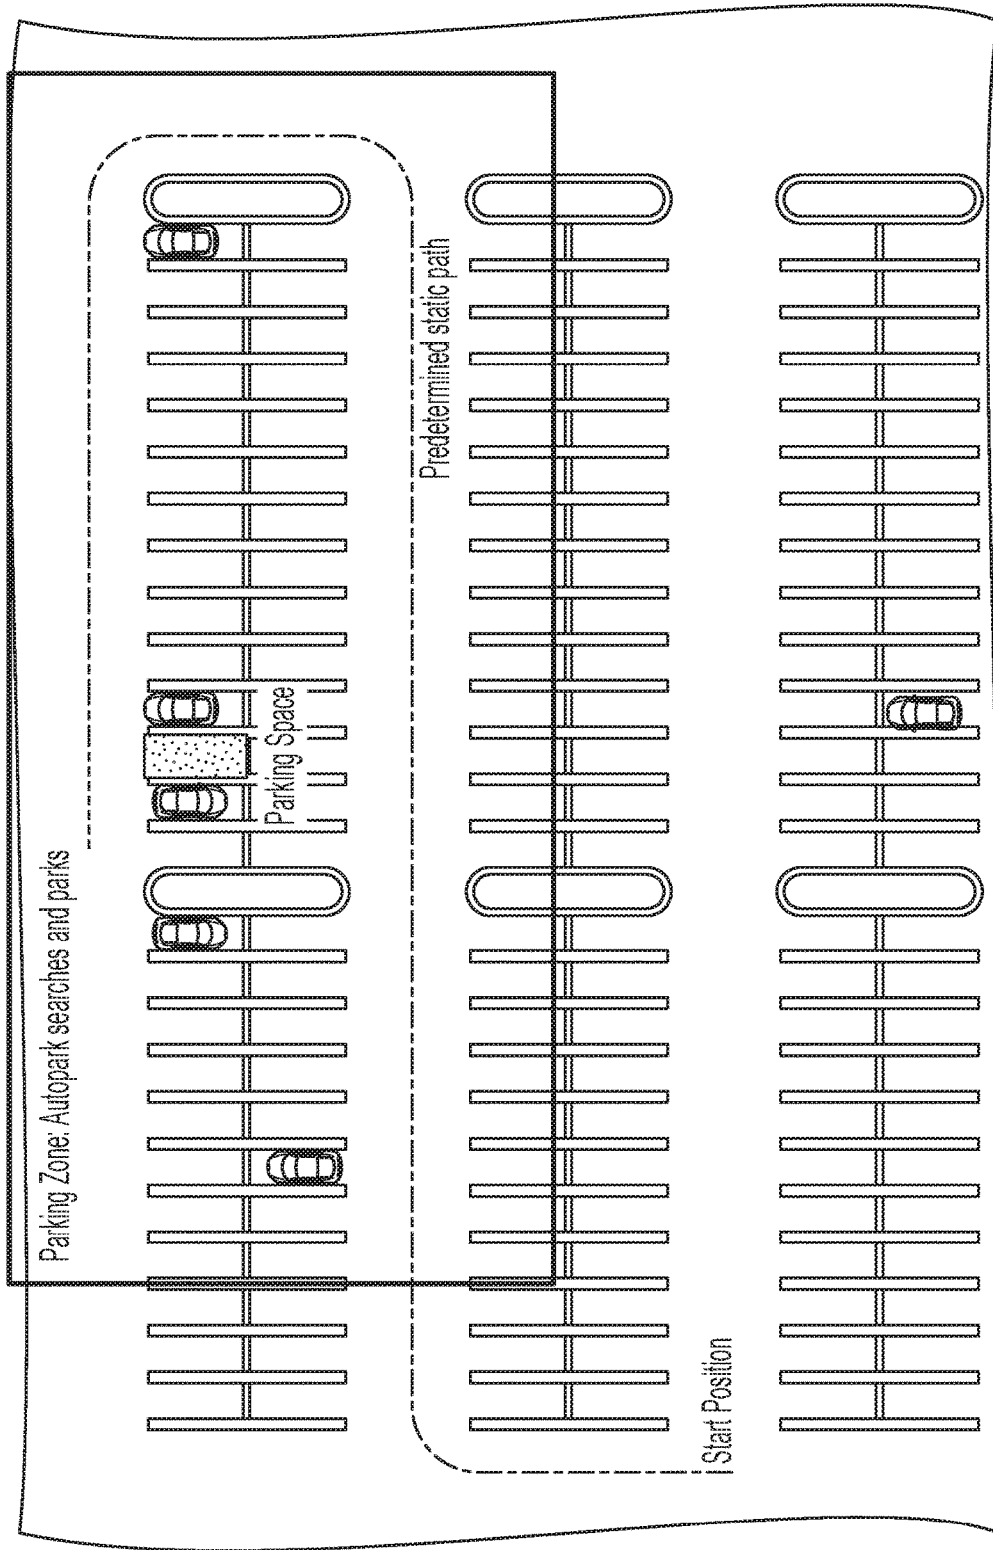 Parking Zone: Autopark searches and parks
Parking Space
Predetermined static path
Start Position